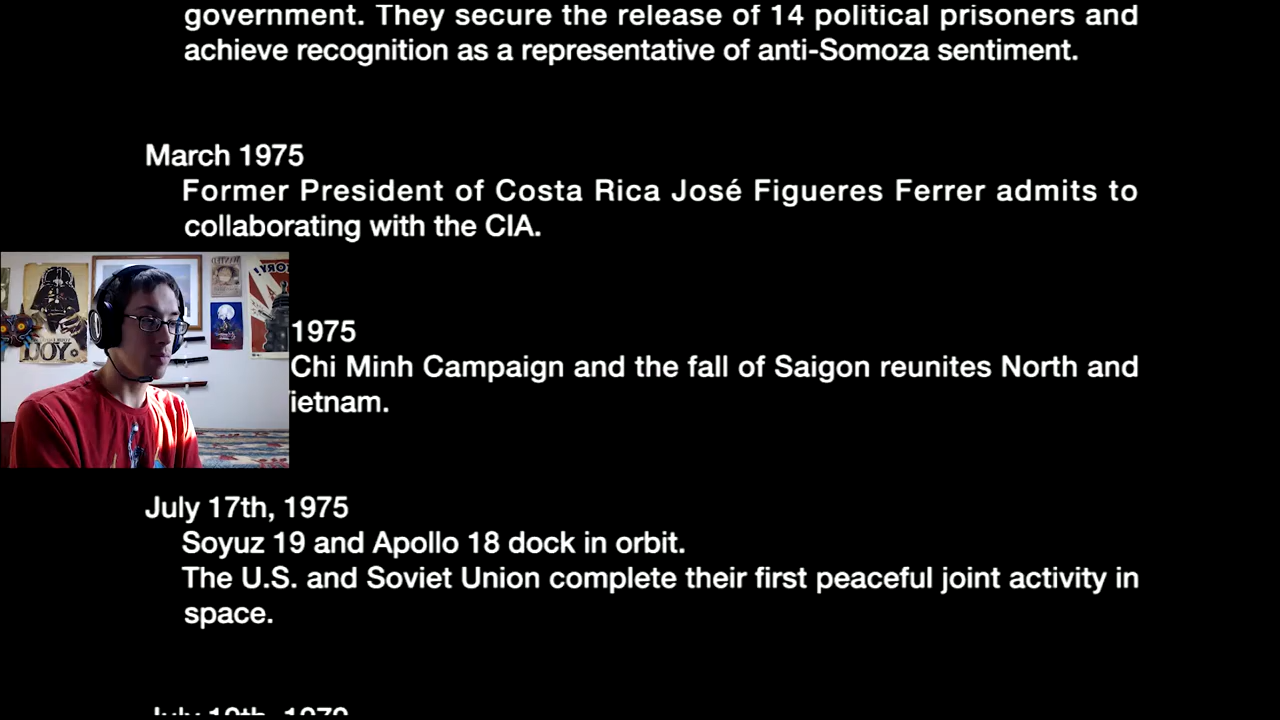 government. They secure the release of 14 political prisoners and
achieve recognition as a representative of anti-Somoza sentiment.
March 1975
Former President of Costa Rica José Figueres Ferrer admits to
collaborating with the CIA.
1975
Chi Minh Campaign and the fall of Saigon reunites North and
ietnam.
July 17th, 1975
Soyuz 19 and Apollo 18 dock in orbit.
The U.S. and Soviet Union complete their first peaceful joint activity in
space.